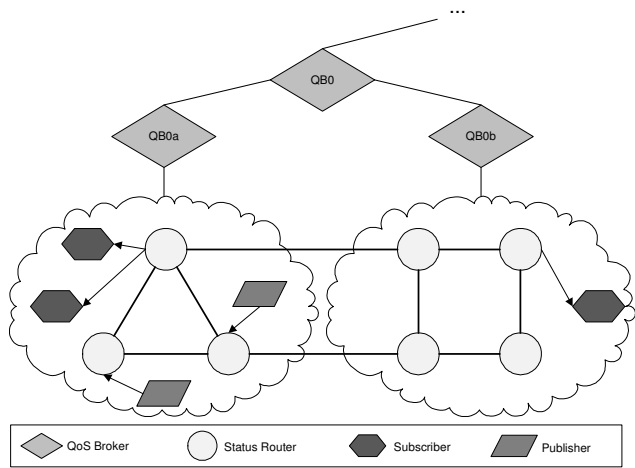 ...
QB0
QB0a
QB0b
QoS Broker
Status Router
Subscriber
Publisher